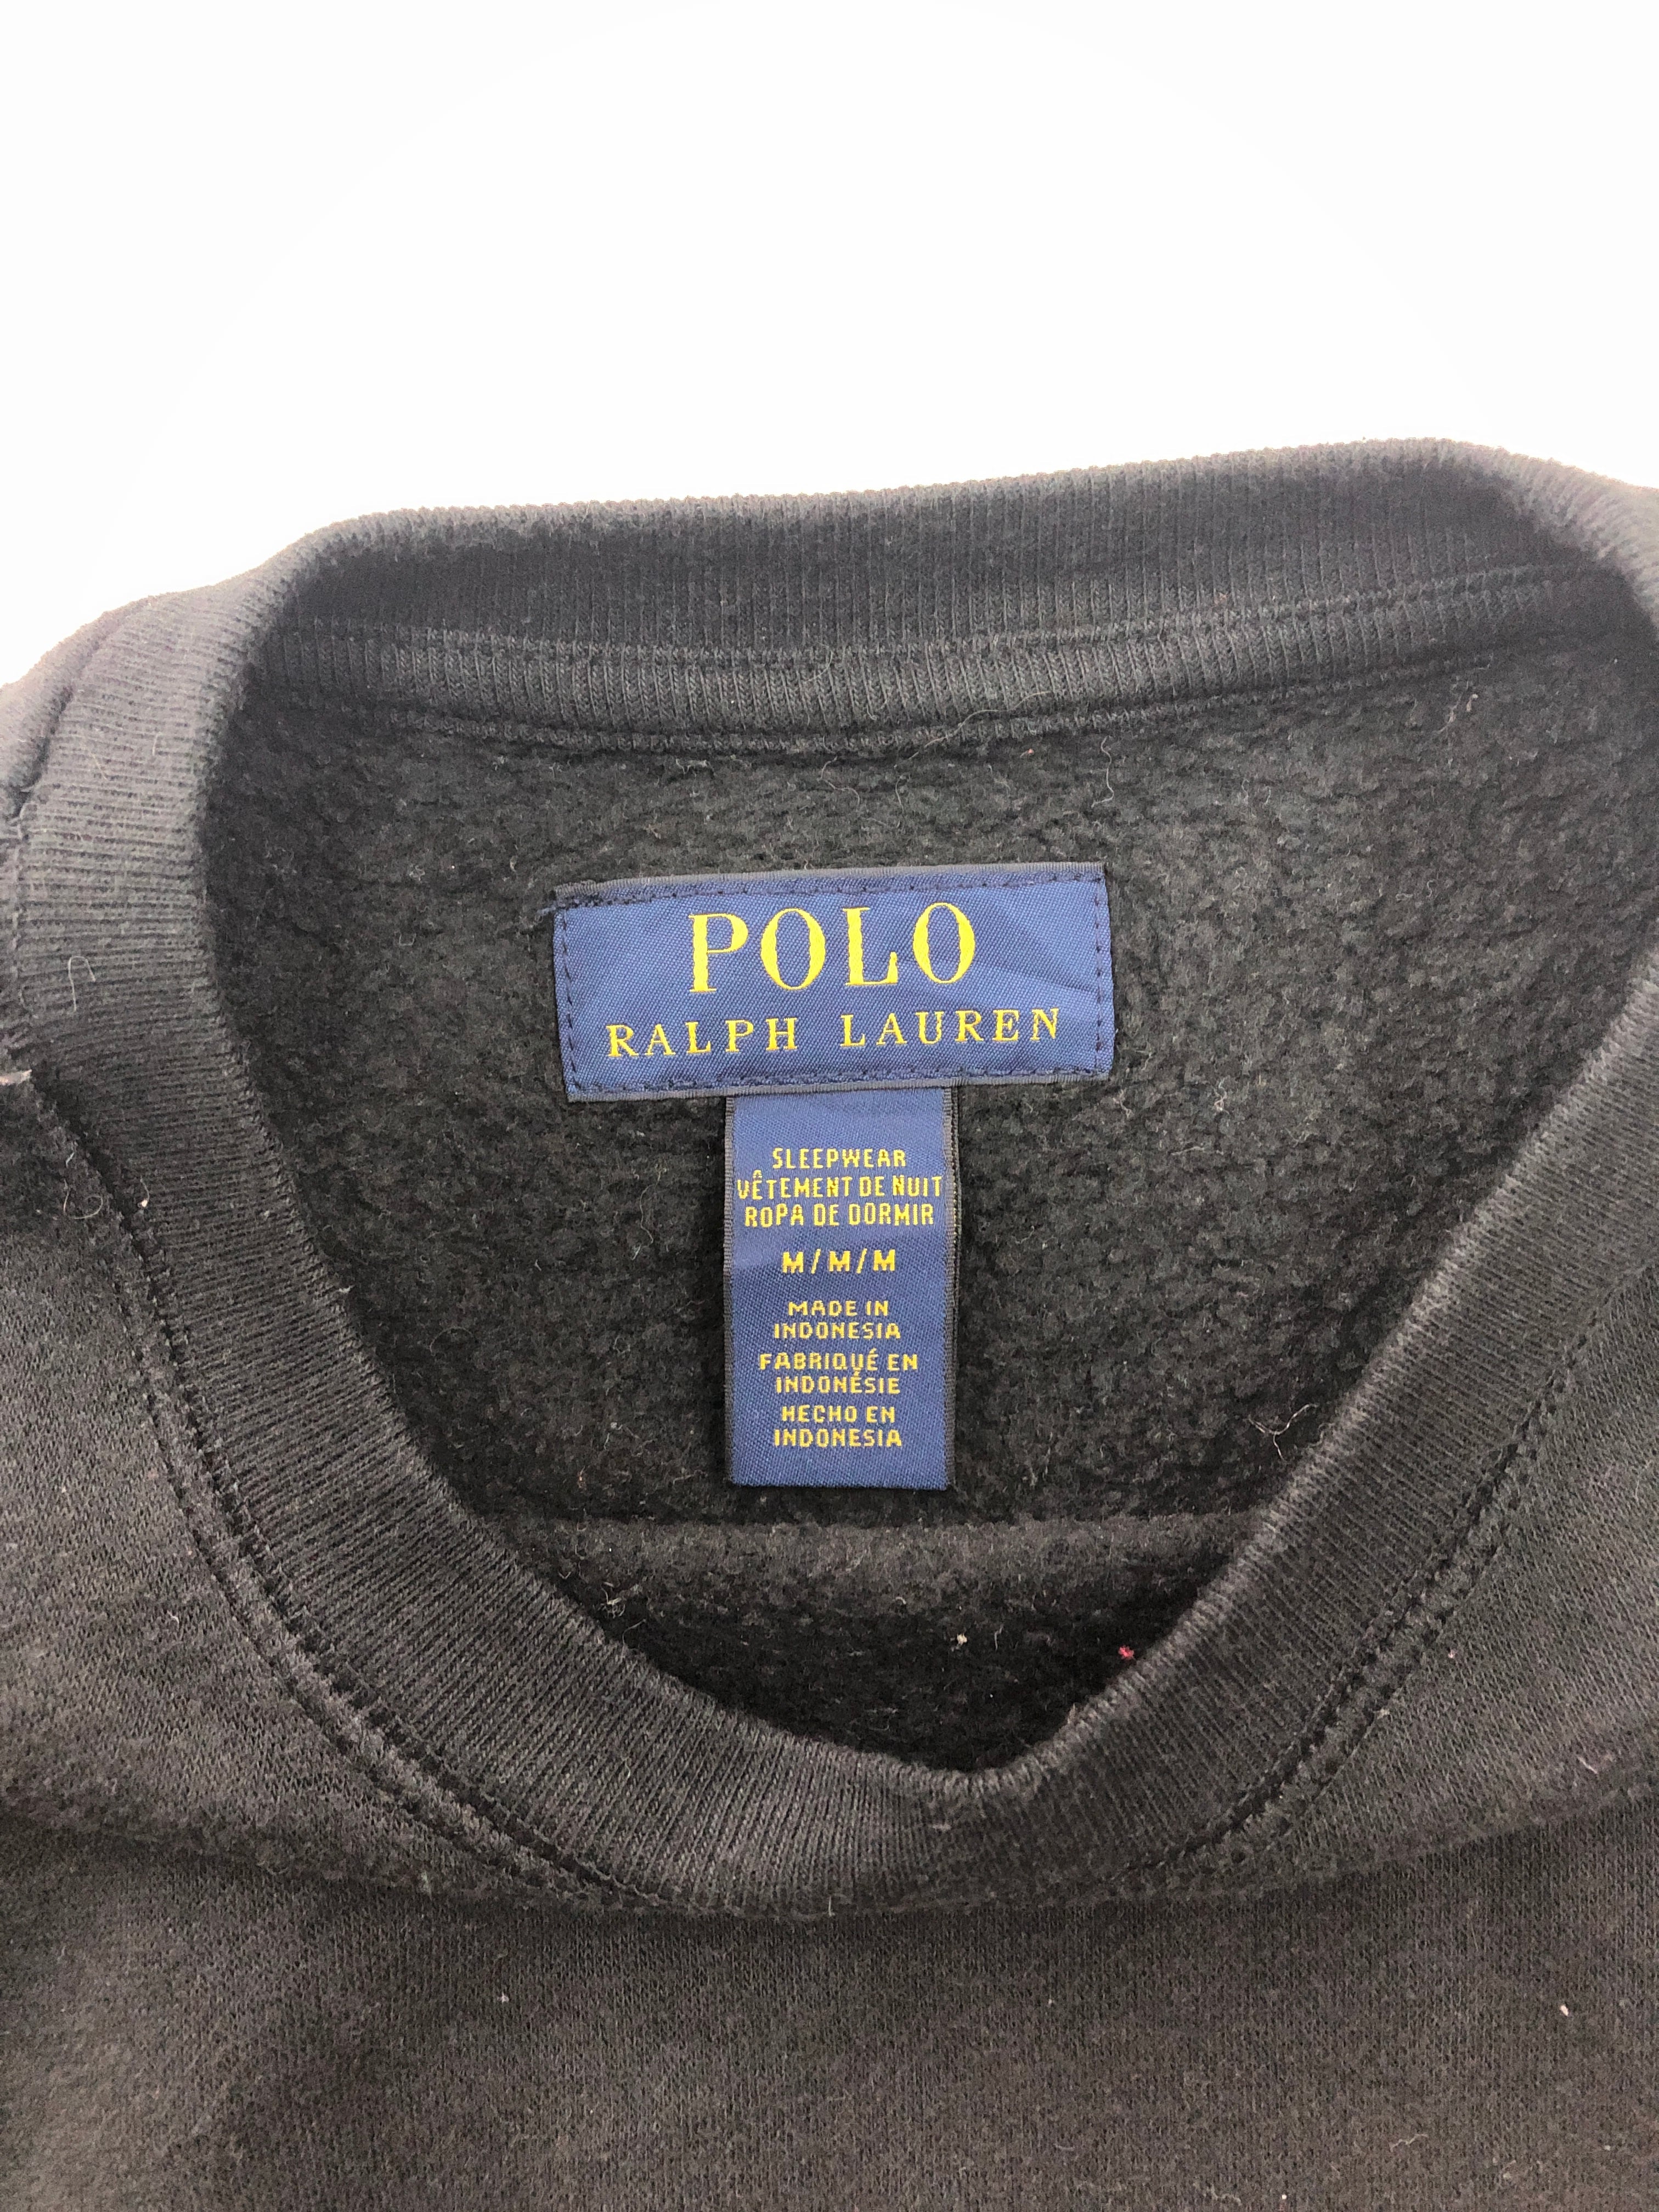 POLO
RALPH LAUREN
SLEEPWEAR
VÊTEMENT DE NUIT
ROPA DE DORMIR
M/M/M
MADE IN
INDONESIA
FABRIQUÉ EN
INDONÉSIE
HECHO EN
INDONESIA